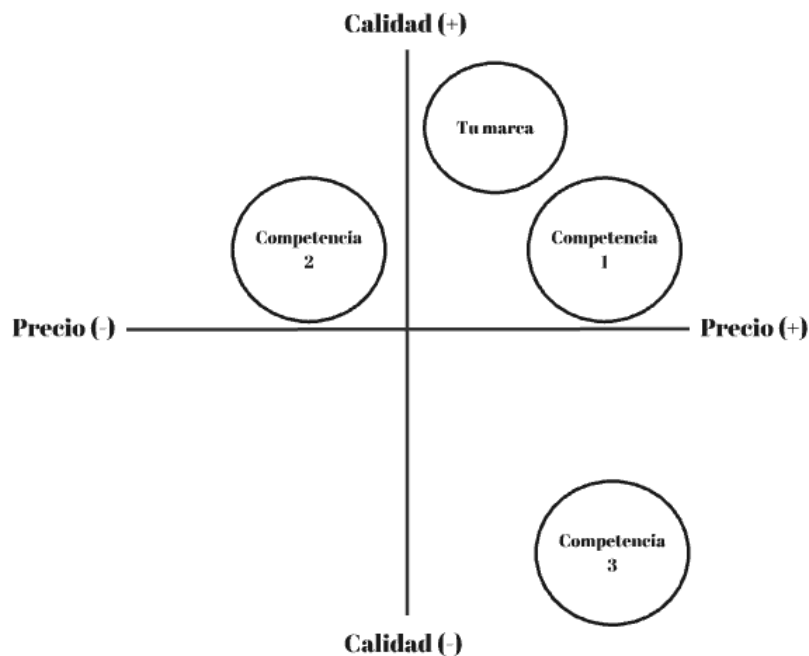 Calidad (+)
Tu marca
Competencia
2
Competencia
1
Precio (-)
Precio (+)
Competencia
3
Calidad (-)